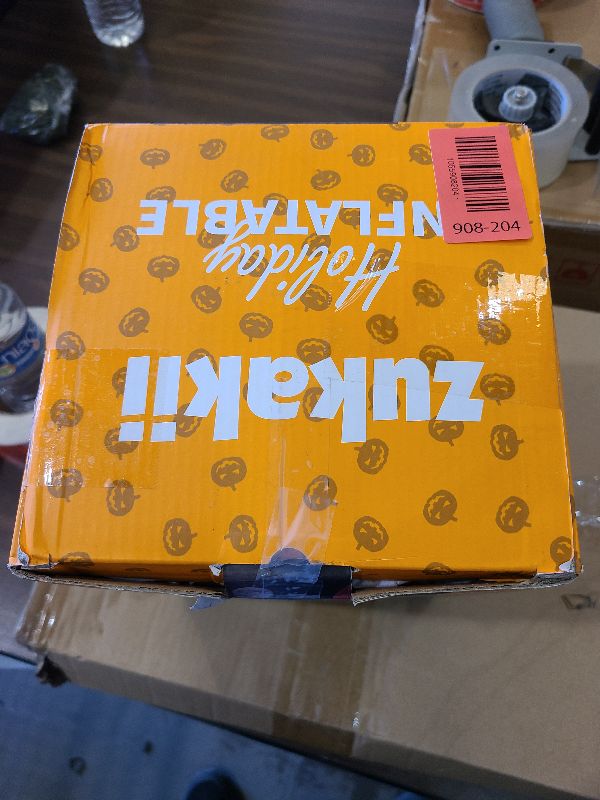 zukakii
Holiday
INFLATABLE
908-204